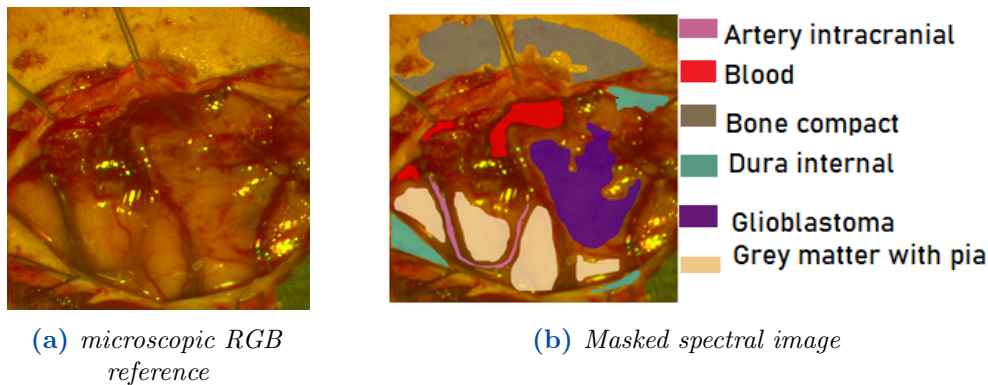 Artery intracranial
Blood
Bone compact
Dura internal
Glioblastoma
Grey matter with pia
(a) microscopic RGB
reference
(b) Masked spectral image